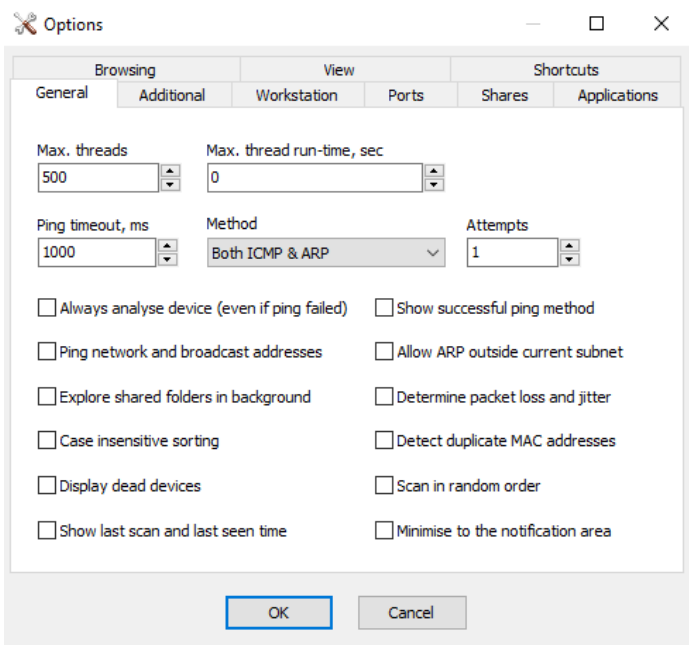 Options
Browsing View Shortcuts
General Additional Workstation Ports Shares Applications
Max. threads Max. thread run-time, sec
500 0
Ping timeout, ms Method Attempts
1000 Both ICMP & ARP 1
Always analyse device (even if ping failed) Show successful ping method
Ping network and broadcast addresses Allow ARP outside current subnet
Explore shared folders in background Determine packet loss and jitter
Case insensitive sorting Detect duplicate MAC addresses
Display dead devices Scan in random order
Show last scan and last seen time Minimise to the notification area
OK Cancel